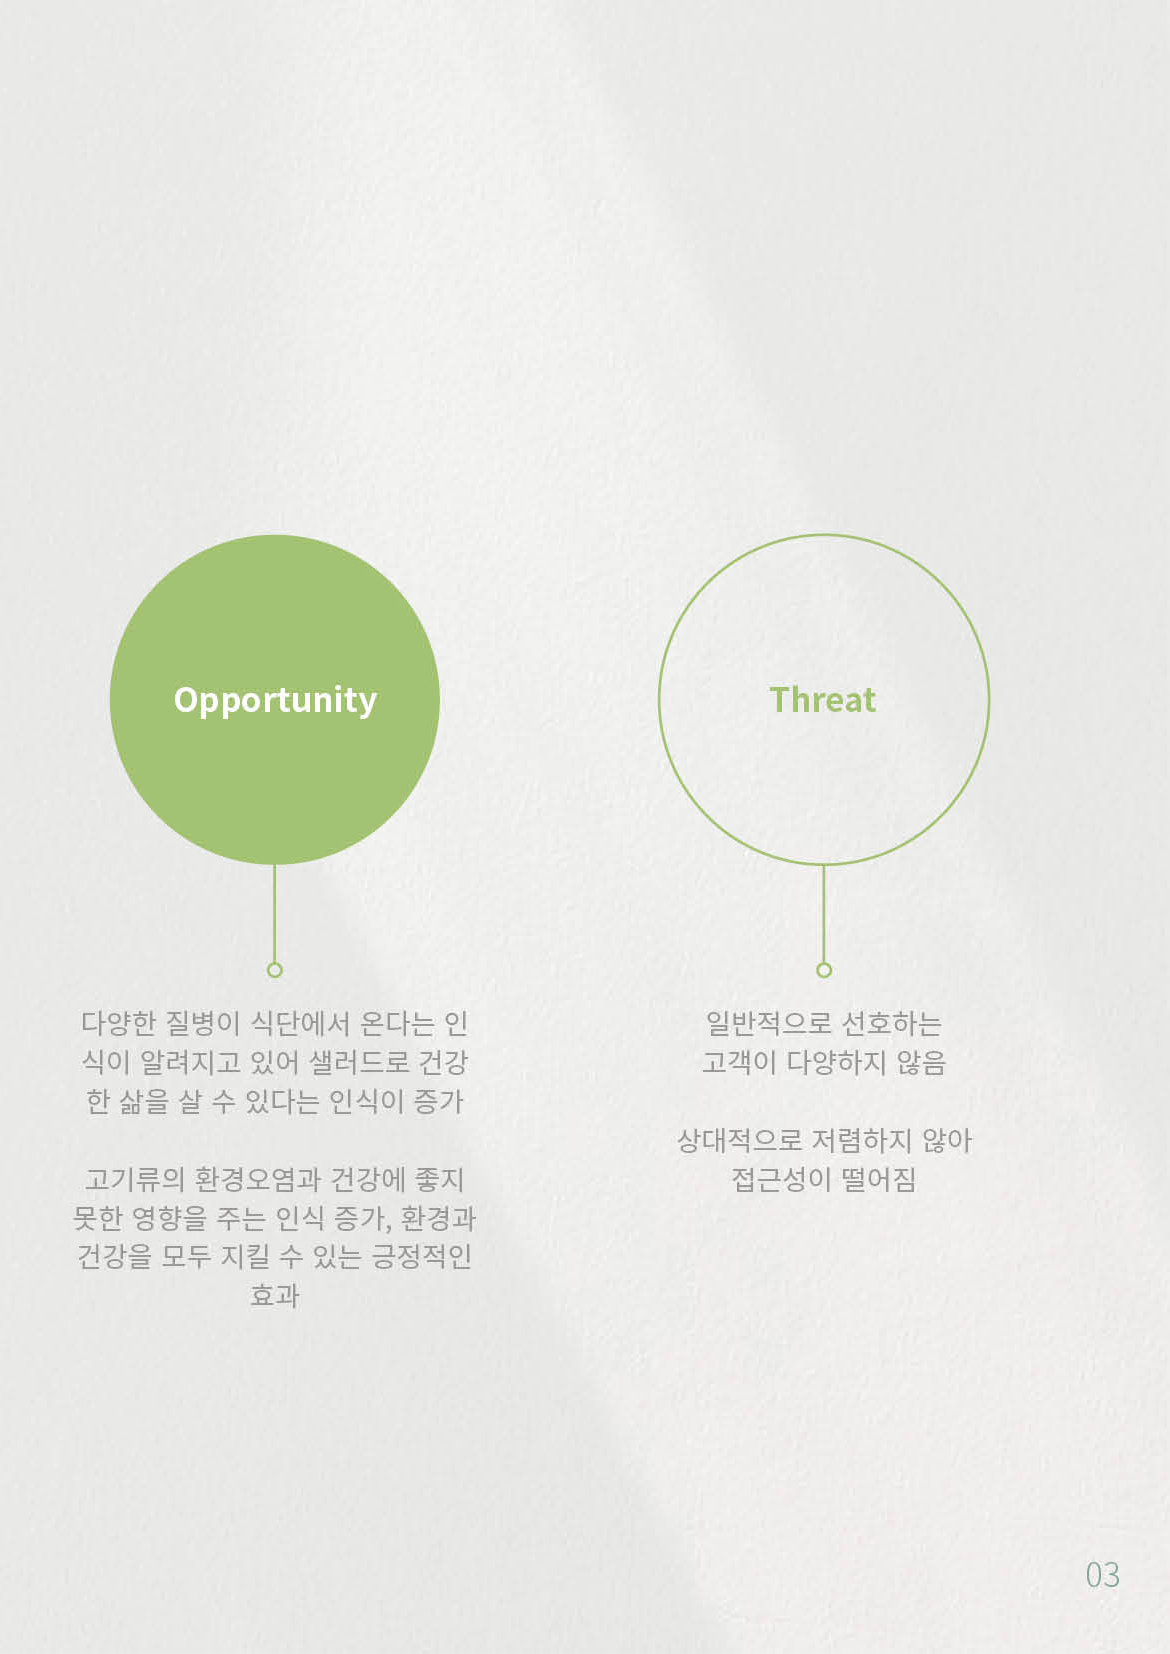 Opportunity
다양한 질병이 식단에서 온다는 인
식이 알려지고 있어 샐러드로 건강
한 삶을 살 수 있다는 인식이 증가
고기류의 환경오염과 건강에 좋지
못한 영향을 주는 인식 증가, 환경과
건강을 모두 지킬 수 있는 긍정적인
효과
Threat
일반적으로 선호하는
고객이 다양하지 않음
상대적으로 저렴하지 않아
접근성이 떨어짐
03